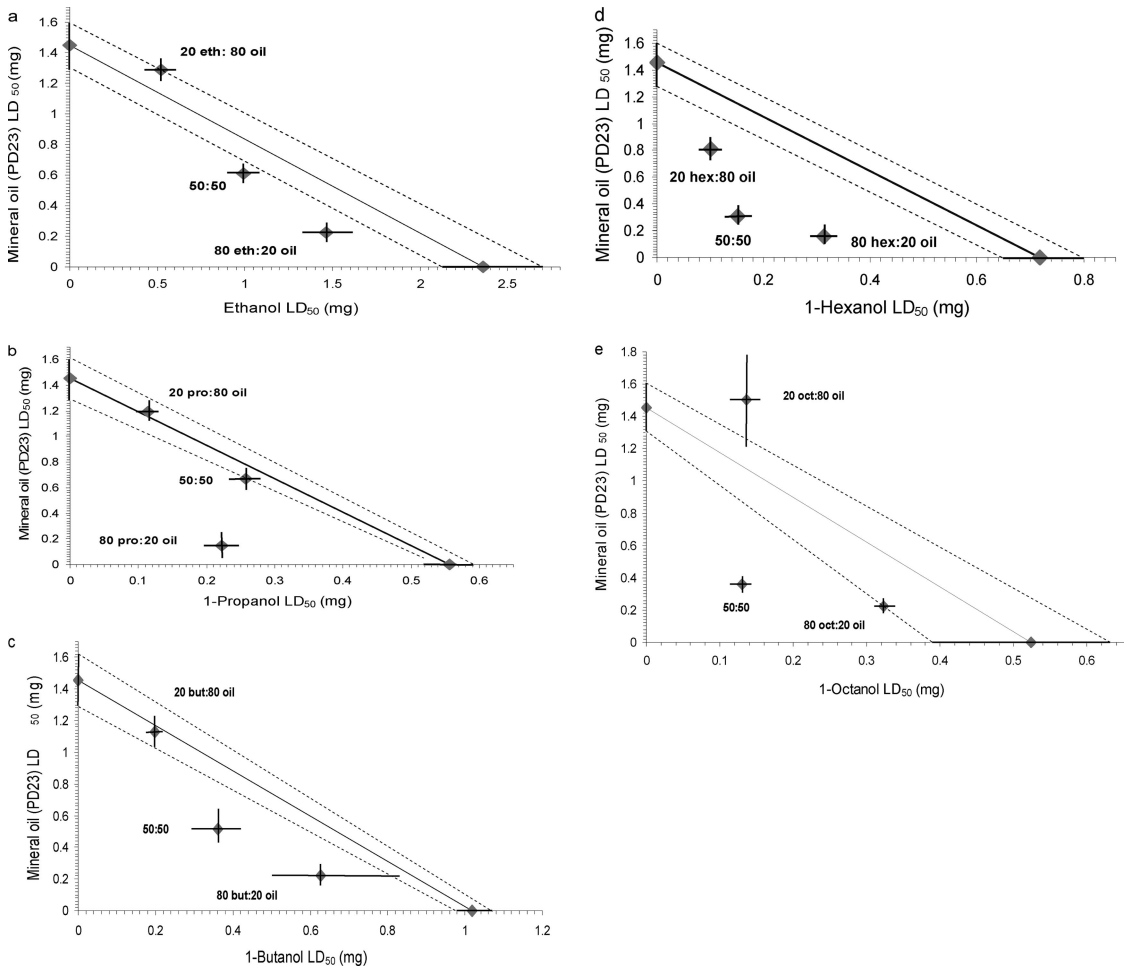 a
Mineral oil (PD23) LD 50 (mg)
1.6
1.4
1.2
1
0.8
0.6
0.4
0.2
0
20 eth: 80 oil
50:50
80 eth:20 oil
0 0.5 1 1.5 2 2.5
Ethanol LD50 (mg)
b
Mineral oil (PD23) LD50 (mg)
1.6
1.4
1.2
1
0.8
0.6
0.4
0.2
0
20 pro:80 oil
50:50
80 pro:20 oil
0 0.1 0.2 0.3 0.4 0.5 0.6
1-Propanol LD50 (mg)
c
Mineral oil (PD23) LD 50 (mg)
1.6
1.4
1.2
1
0.8
0.6
0.4
0.2
0
20 but:80 oil
50:50
80 but:20 oil
0 0.2 0.4 0.6 0.8 1 1.2
1-Butanol LD50 (mg)
d
Mineral oil (PD23) LD 50 (mg)
1.6
1.4
1.2
1
0.8
0.6
0.4
0.2
0
20 hex:80 oil
50:50
80 hex:20 oil
0 0.2 0.4 0.6 0.8
1-Hexanol LD50 (mg)
e
Mineral oil (PD23) LD 50 (mg)
1.8
1.6
1.4
1.2
1
0.8
0.6
0.4
0.2
0
20 oct:80 oil
50:50
80 oct:20 oil
0 0.1 0.2 0.3 0.4 0.5 0.6
1-Octanol LD50 (mg)